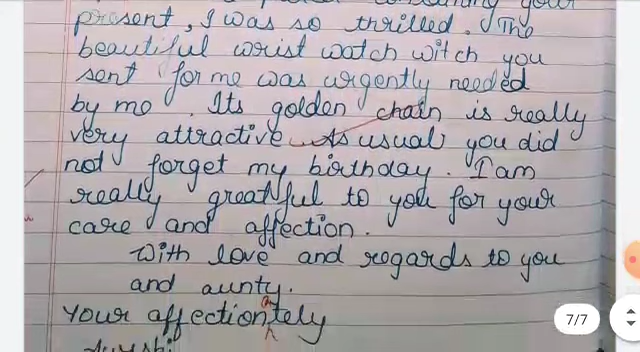 present, I was so thrilled. The
beautiful wrist watch witch you
sent for me was urgently needed
by me. Its golden chain is really
very attractive. As usual you did
not forget my birthday. I am
really greatful to you for your
care and affection.
With love and regards to you
and aunty.
Your affectionately
7/7